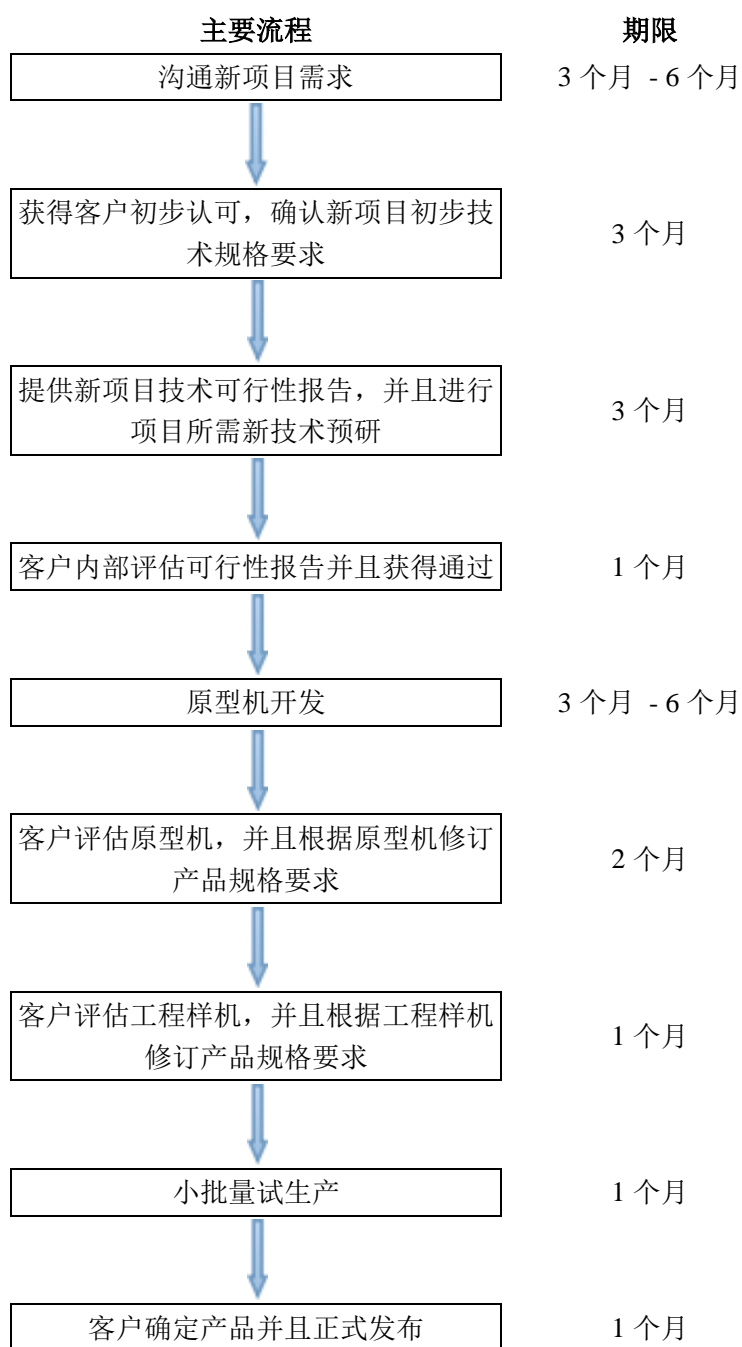 主要流程 期限
沟通新项目需求 3 个月 - 6 个月
获得客户初步认可，确认新项目初步技
术规格要求
3 个月
提供新项目技术可行性报告，并且进行
项目所需新技术预研
3 个月
客户内部评估可行性报告并且获得通过 1 个月
原型机开发 3 个月 - 6 个月
客户评估原型机，并且根据原型机修订
产品规格要求
2 个月
客户评估工程样机，并且根据工程样机
修订产品规格要求
1 个月
小批量试生产 1 个月
客户确定产品并且正式发布 1 个月